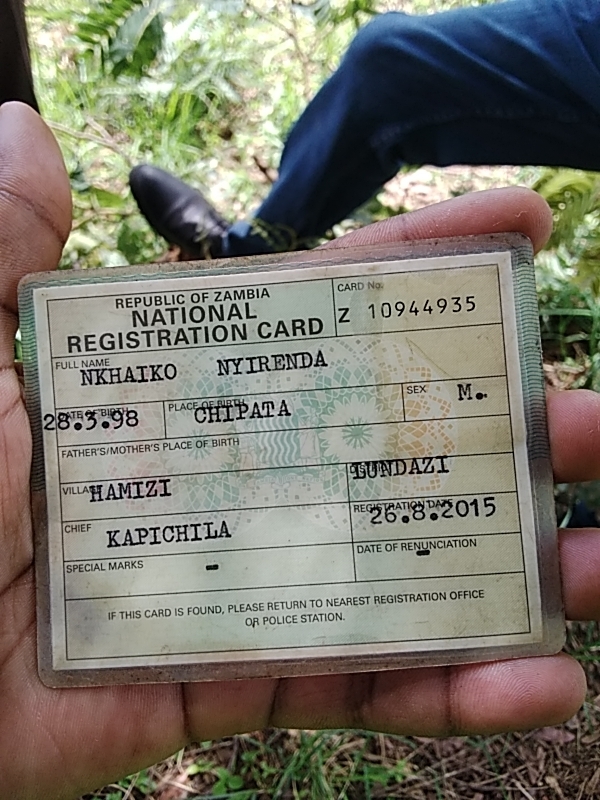 REPUBLIC OF ZAMBIA
NATIONAL
REGISTRATION CARD
CARD No.
Z 10944935
FULL NAME
NKHAIKO NYIRENDA
DATE OF BIRTH
28.3.98
PLACE OF BIRTH
CHIPATA
SEX
M.
FATHER'S/MOTHER'S PLACE OF BIRTH
VILLAGE
HAMIZI
DISTRICT
LUNDAZI
CHIEF
KAPICHILA
REGISTRATION DATE
26.8.2015
SPECIAL MARKS
-
DATE OF RENUNCIATION
-
IF THIS CARD IS FOUND, PLEASE RETURN TO NEAREST REGISTRATION OFFICE
OR POLICE STATION.